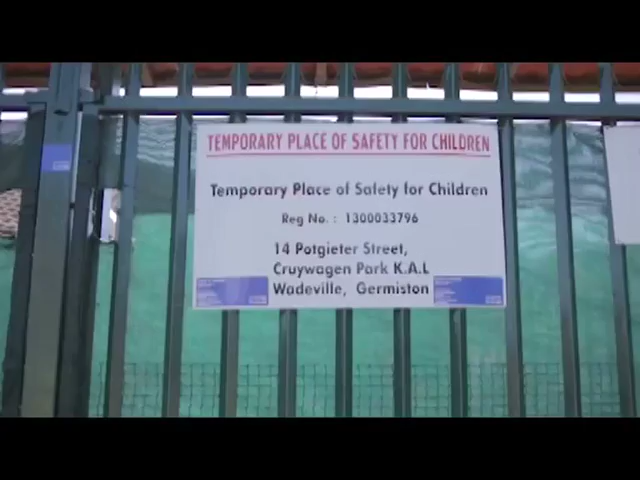 TEMPORARY PLACE OF SAFETY FOR CHILDREN
Temporary Place of Safety for Children
Reg No. : 1300033796
14 Potgieter Street,
Cruywagen Park K.A.L
Wadeville, Germiston